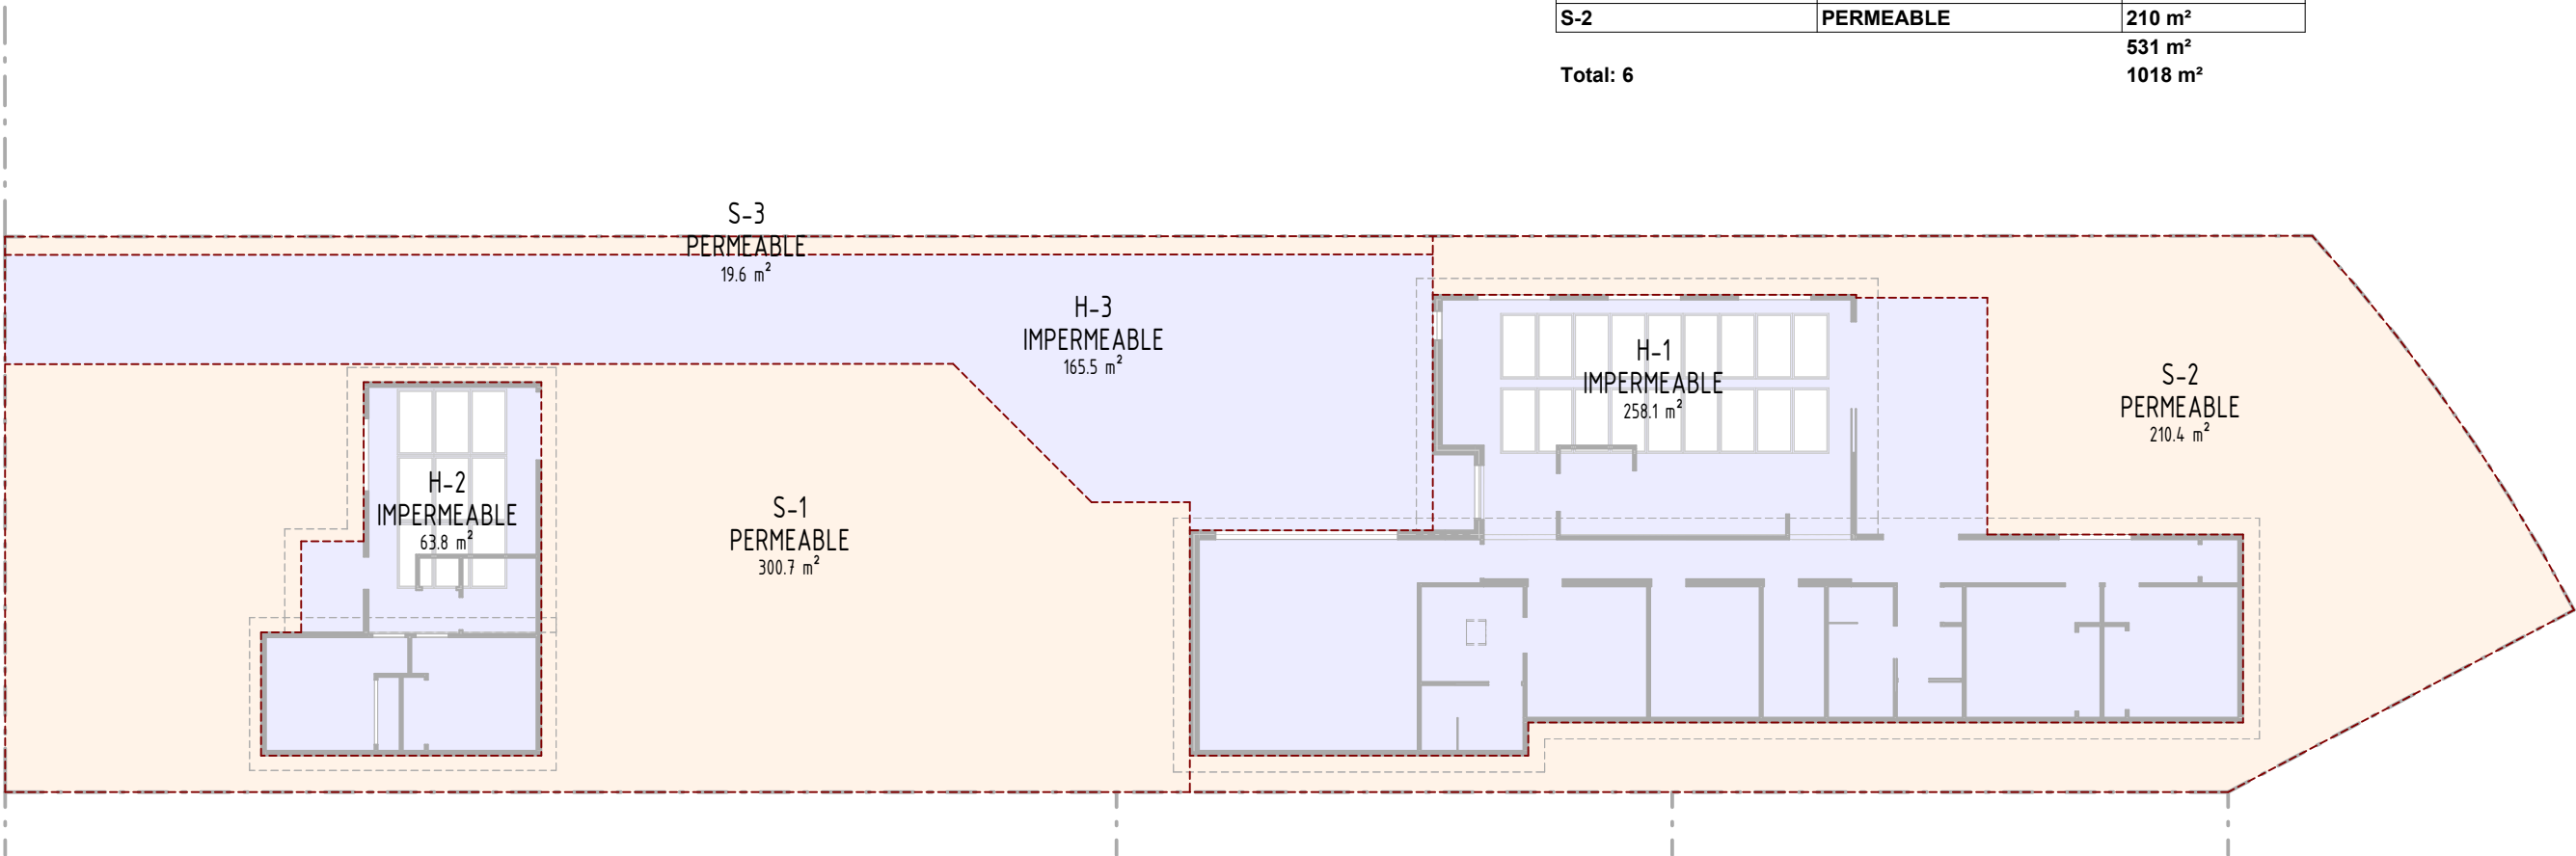 S-2 PERMEABLE 210 m²
531 m²
Total: 6 1018 m²
S-3
PERMEABLE
19.6 m²
H-3
IMPERMEABLE
165.5 m²
H-1
IMPERMEABLE
258.1 m²
S-2
PERMEABLE
210.4 m²
H-2
IMPERMEABLE
63.8 m²
S-1
PERMEABLE
300.7 m²